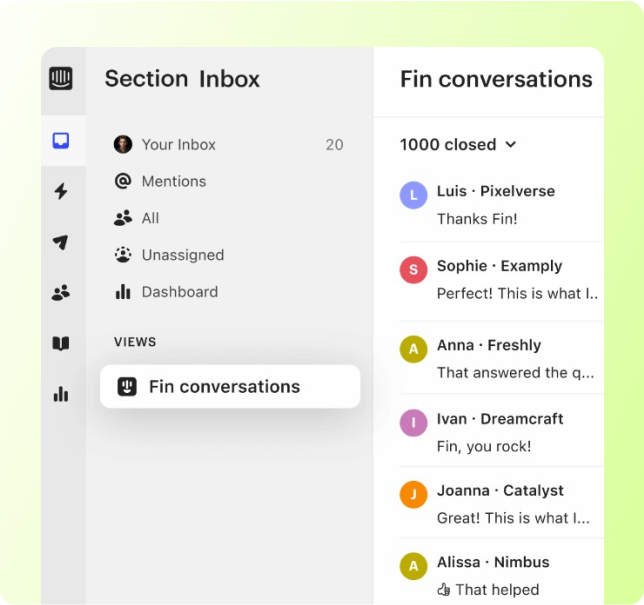 Section Inbox
Your Inbox 20
Mentions
All
Unassigned
Dashboard
VIEWS
Fin conversations
Fin conversations
1000 closed
L
Luis · Pixelverse
Thanks Fin!
S
Sophie · Examply
Perfect! This is what I..
A
Anna · Freshly
That answered the q...
I
Ivan · Dreamcraft
Fin, you rock!
J
Joanna · Catalyst
Great! This is what I...
A
Alissa · Nimbus
👍 That helped